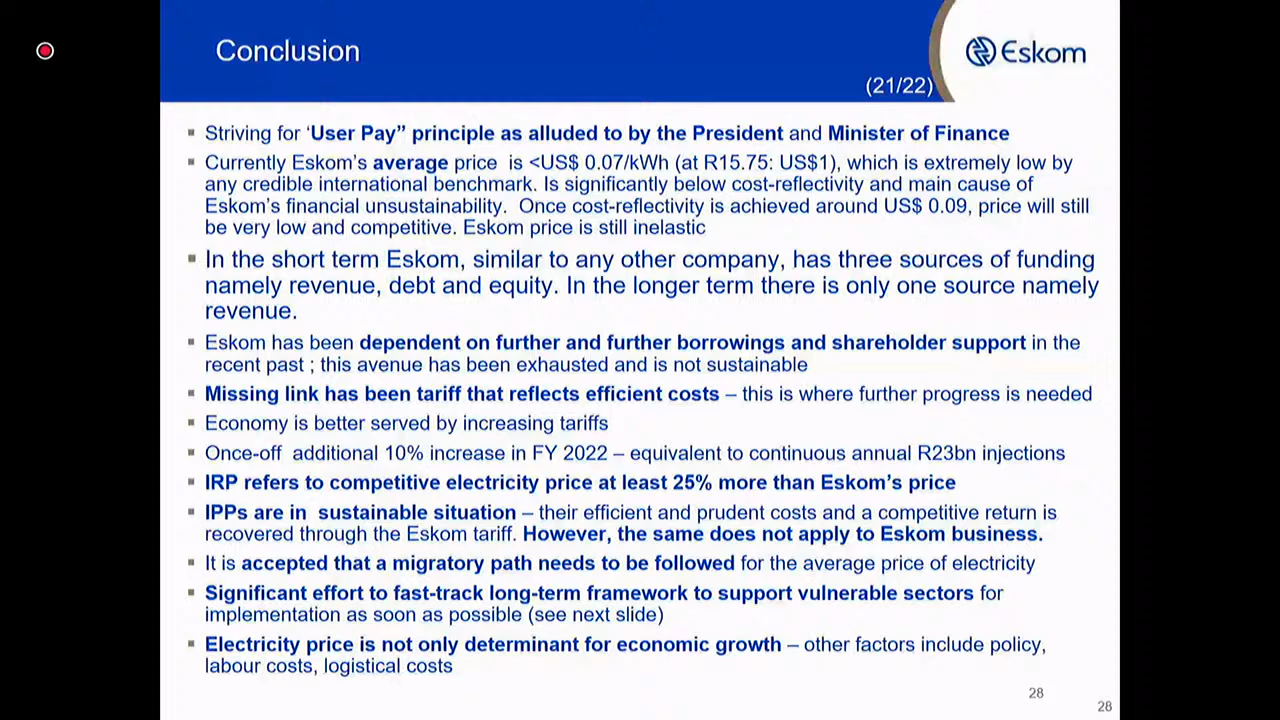 Conclusion
Eskom
(21/22)
▪ Striving for ‘User Pay” principle as alluded to by the President and Minister of Finance
▪ Currently Eskom’s average price is <US$ 0.07/kWh (at R15.75: US$1), which is extremely low by
any credible international benchmark. Is significantly below cost-reflectivity and main cause of
Eskom’s financial unsustainability. Once cost-reflectivity is achieved around US$ 0.09, price will still
be very low and competitive. Eskom price is still inelastic
▪ In the short term Eskom, similar to any other company, has three sources of funding
namely revenue, debt and equity. In the longer term there is only one source namely
revenue.
▪ Eskom has been dependent on further and further borrowings and shareholder support in the
recent past ; this avenue has been exhausted and is not sustainable
▪ Missing link has been tariff that reflects efficient costs – this is where further progress is needed
▪ Economy is better served by increasing tariffs
▪ Once-off additional 10% increase in FY 2022 – equivalent to continuous annual R23bn injections
▪ IRP refers to competitive electricity price at least 25% more than Eskom’s price
▪ IPPs are in sustainable situation – their efficient and prudent costs and a competitive return is
recovered through the Eskom tariff. However, the same does not apply to Eskom business.
▪ It is accepted that a migratory path needs to be followed for the average price of electricity
▪ Significant effort to fast-track long-term framework to support vulnerable sectors for
implementation as soon as possible (see next slide)
▪ Electricity price is not only determinant for economic growth – other factors include policy,
labour costs, logistical costs
28
28